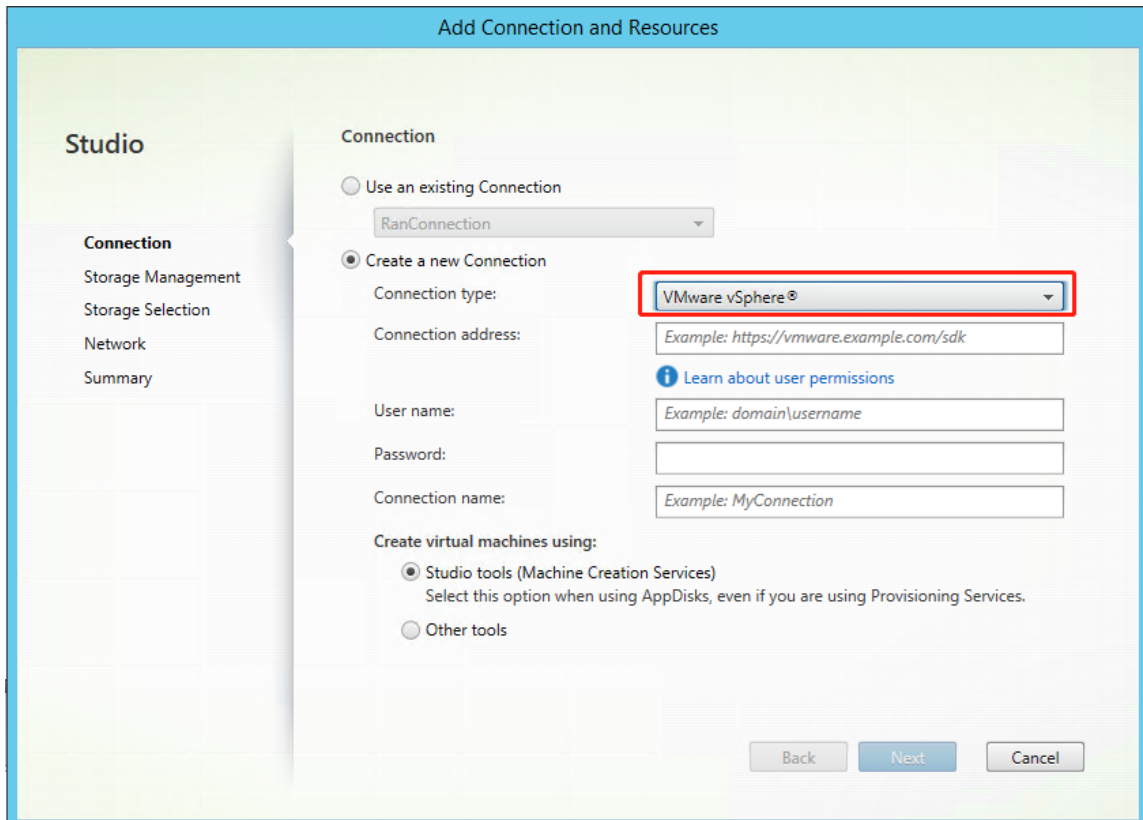 Add Connection and Resources
Studio
Connection
Storage Management
Storage Selection
Network
Summary
Connection
Use an existing Connection
RanConnection
Create a new Connection
Connection type:
VMware vSphere®
Connection address:
Example: https://vmware.example.com/sdk
Learn about user permissions
User name:
Example: domain\username
Password:
Connection name:
Example: MyConnection
Create virtual machines using:
Studio tools (Machine Creation Services)
Select this option when using AppDisks, even if you are using Provisioning Services.
Other tools
Back
Next
Cancel